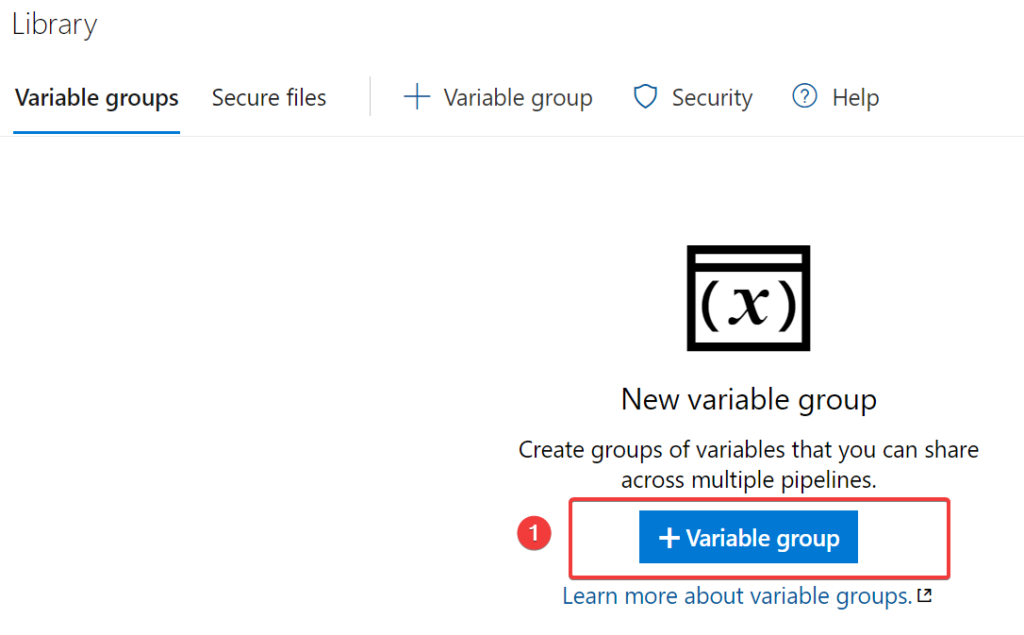 Library
Variable groups Secure files + Variable group Security ? Help
(x)
New variable group
Create groups of variables that you can share
across multiple pipelines.
1 + Variable group
Learn more about variable groups.